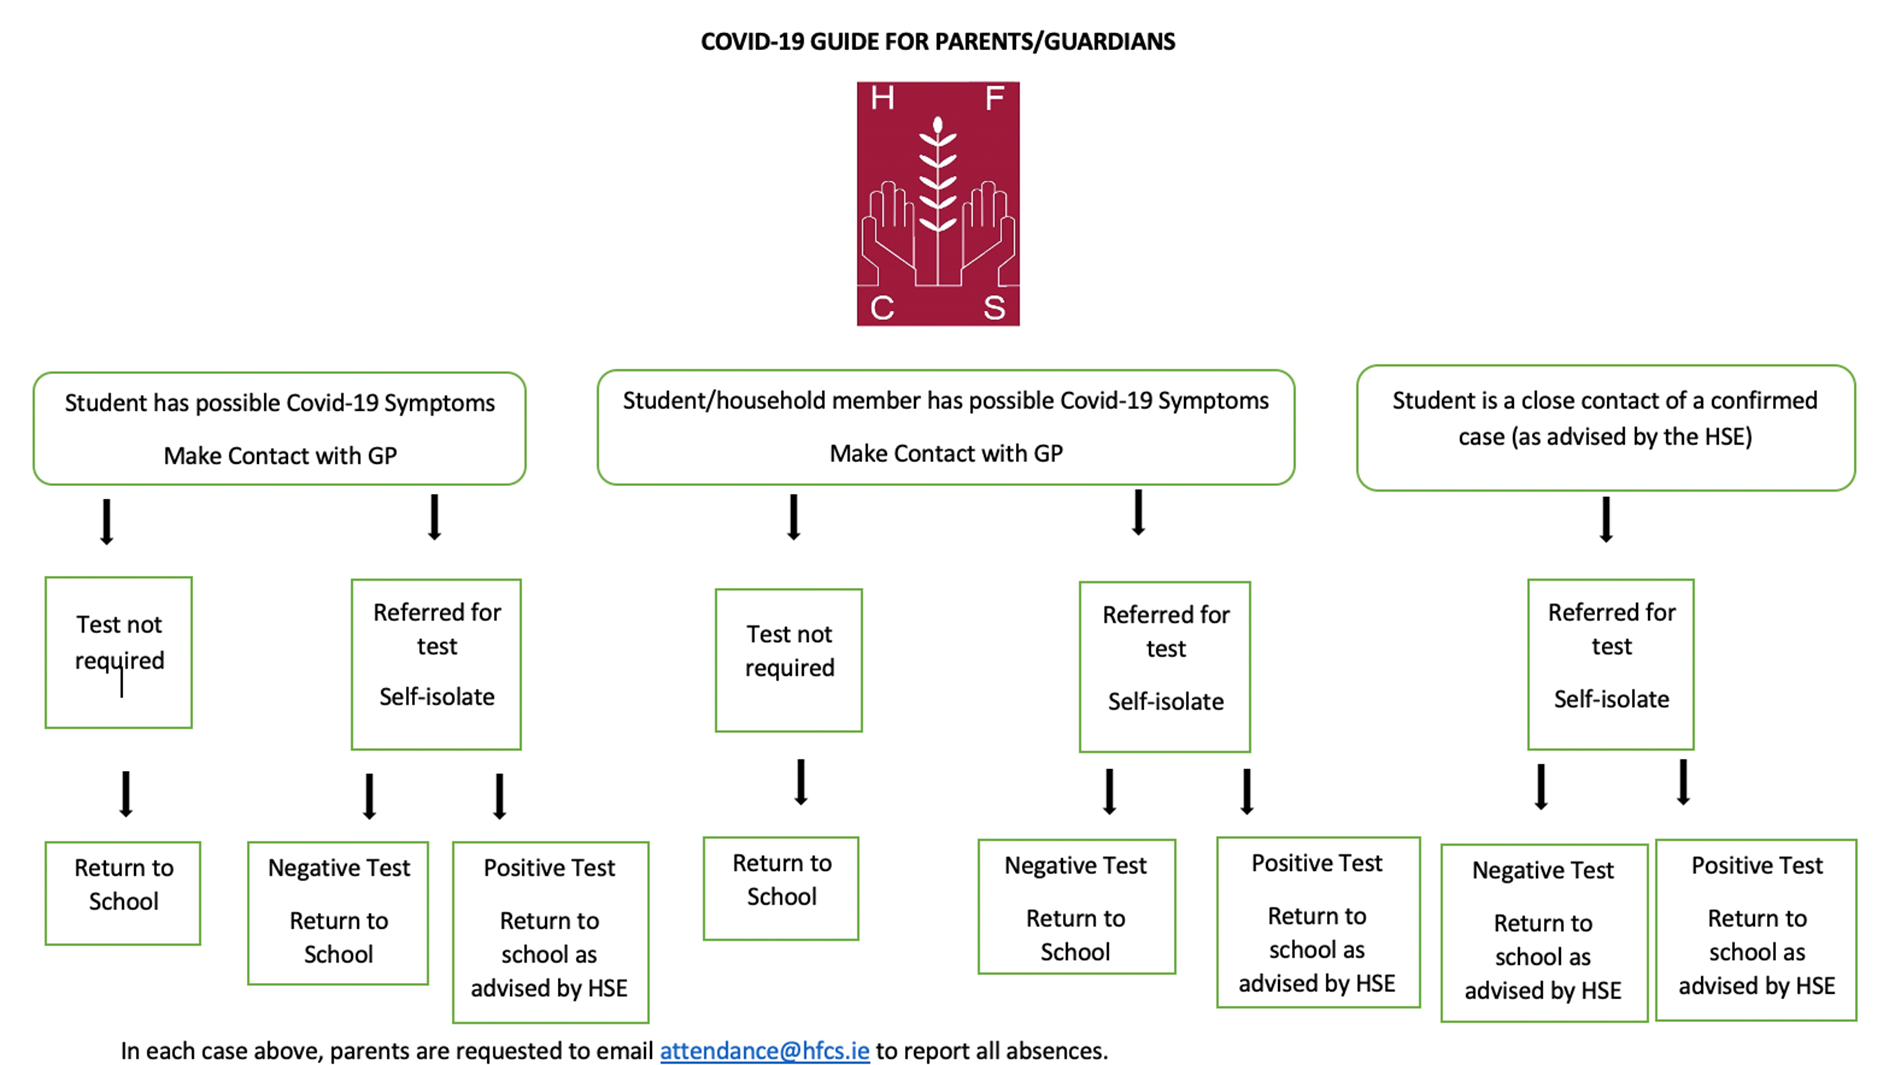 COVID-19 GUIDE FOR PARENTS/GUARDIANS
H F
C S
Student has possible Covid-19 Symptoms
Make Contact with GP
Student/household member has possible Covid-19 Symptoms
Make Contact with GP
Student is a close contact of a confirmed
case (as advised by the HSE)
Test not
required
Referred for
test
Self-isolate
Test not
required
Referred for
test
Self-isolate
Referred for
test
Self-isolate
Return to
School
Negative Test
Return to
School
Positive Test
Return to
school as
advised by HSE
Return to
School
Negative Test
Return to
School
Positive Test
Return to
school as
advised by HSE
Negative Test
Return to
school as
advised by HSE
Positive Test
Return to
school as
advised by HSE
In each case above, parents are requested to email attendance@hfcs.ie to report all absences.